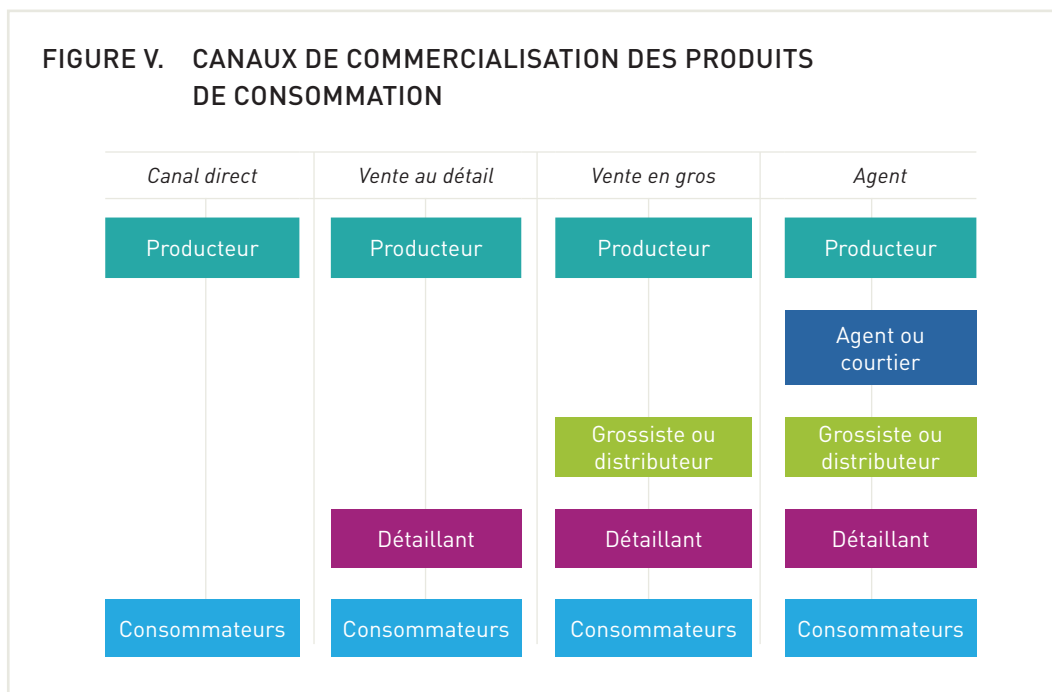 FIGURE V. CANAUX DE COMMERCIALISATION DES PRODUITS
DE CONSOMMATION
Canal direct Vente au détail Vente en gros Agent
Producteur Producteur Producteur Producteur
Agent ou
courtier
Grossiste ou Grossiste ou
distributeur distributeur
Détaillant Détaillant Détaillant
Consommateurs Consommateurs Consommateurs Consommateurs